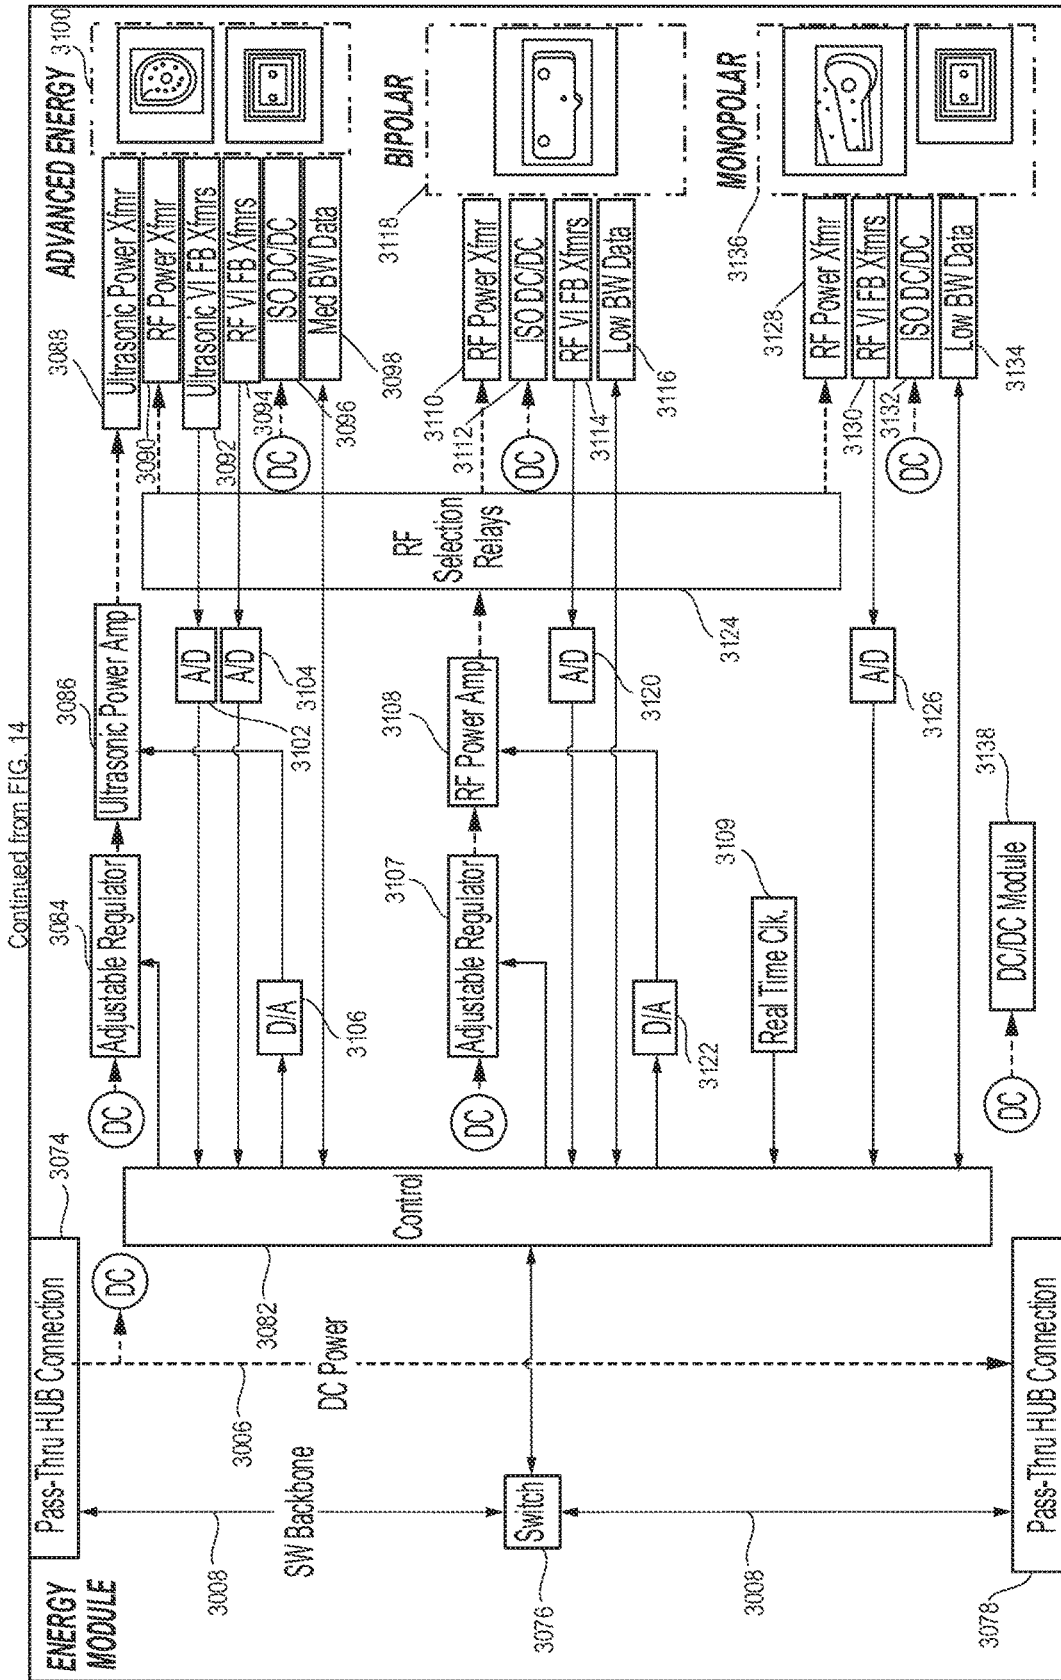 Continued from FIG. 14
ENERGY
MODULE
Pass-Thru HUB Connection
3074
3008
SW Backbone
3006
DC Power
DC
3082
Switch
3076
3008
Pass-Thru HUB Connection
3078
Control
DC
Adjustable Regulator
3084
Ultrasonic Power Amp
3086
D/A
3106
A/D
3102
A/D
3104
DC
Adjustable Regulator
3107
RF Power Amp
3108
D/A
3122
A/D
3120
Real Time Clk.
3109
A/D
3126
DC
DC/DC Module
3138
RF
Selection
Relays
3124
ADVANCED ENERGY
3100
3088
Ultrasonic Power Xfmr
3090
RF Power Xfmr
3092
Ultrasonic VI FB Xfmrs
3094
RF VI FB Xfmrs
3096
DC
ISO DC/DC
3098
Med BW Data
BIPOLAR
3118
3110
RF Power Xfmr
3112
DC
ISO DC/DC
3114
RF VI FB Xfmrs
3116
Low BW Data
MONOPOLAR
3136
3128
RF Power Xfmr
3130
RF VI FB Xfmrs
3132
DC
ISO DC/DC
3134
Low BW Data